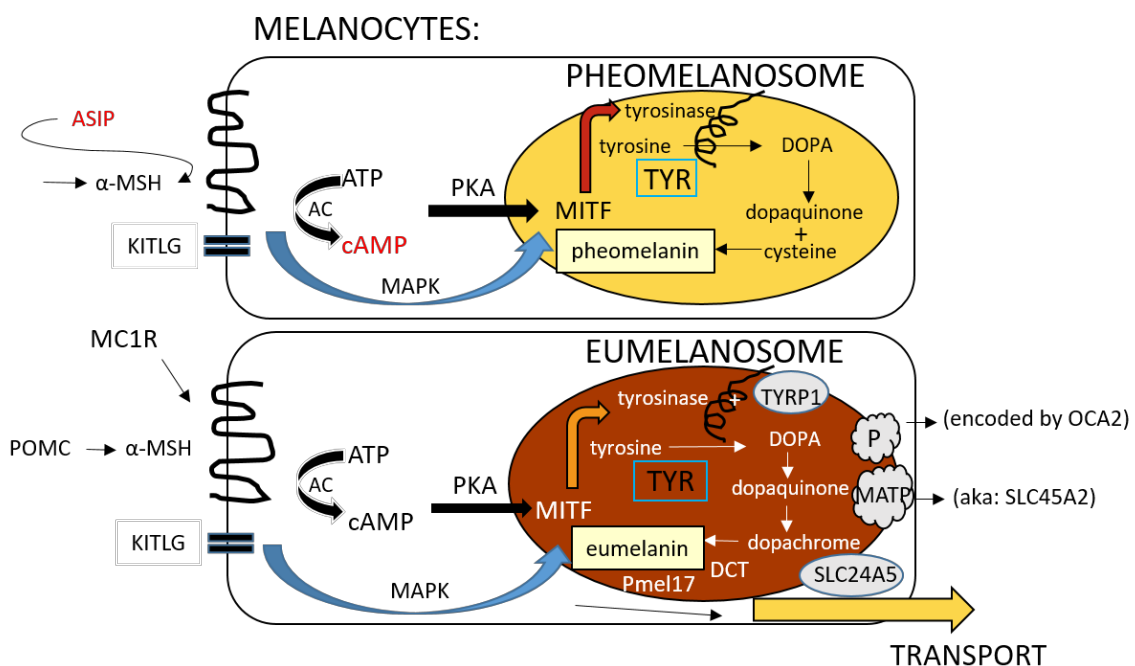 MELANOCYTES:
PHEOMELANOSOME
ASIP
α-MSH
KITLG
ATP
AC
cAMP
PKA
MAPK
MITF
tyrosinase
tyrosine
TYR
DOPA
dopaquinone
+
cysteine
pheomelanin
EUMELANOSOME
MC1R
POMC
α-MSH
KITLG
ATP
AC
cAMP
PKA
MAPK
MITF
tyrosinase +
TYRP1
tyrosine
TYR
DOPA
dopaquinone
dopachrome
DCT
eumelanin
Pmel17
P
(encoded by OCA2)
MATP
(aka: SLC45A2)
SLC24A5
TRANSPORT